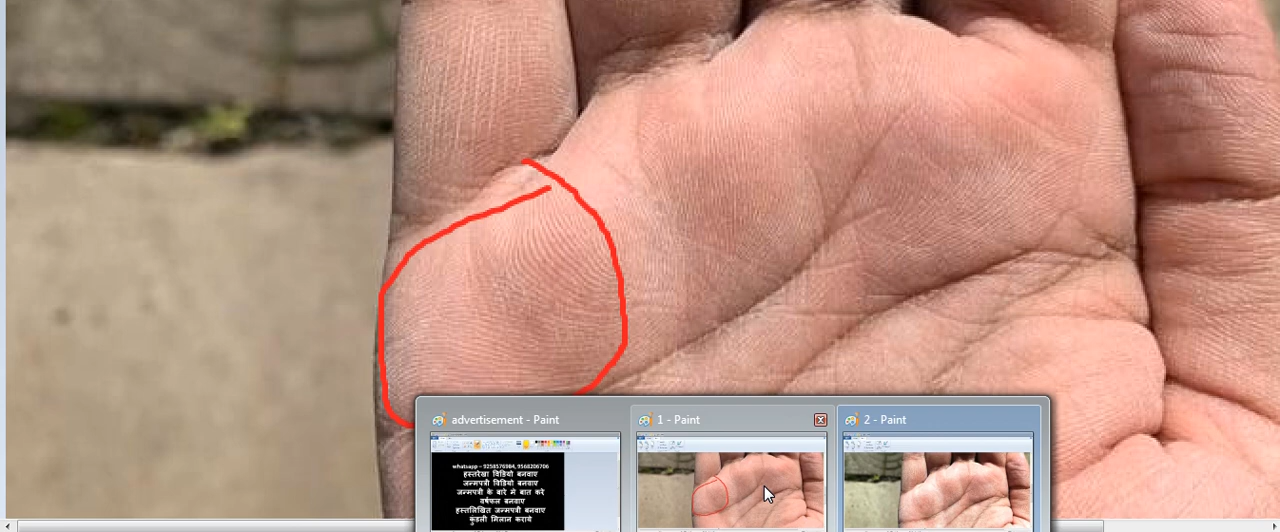 advertisement - Paint
1 - Paint
2 - Paint
whatsapp – 9258576984, 9568206706
हस्तरेखा विडियो बनवाए
जन्मपत्री विडियो बनवाए
जन्मपत्री के बारे मे बात करे
वर्षफल बनवाए
हस्तलिखित जन्मपत्री बनवाए
कुंडली मिलान कराये